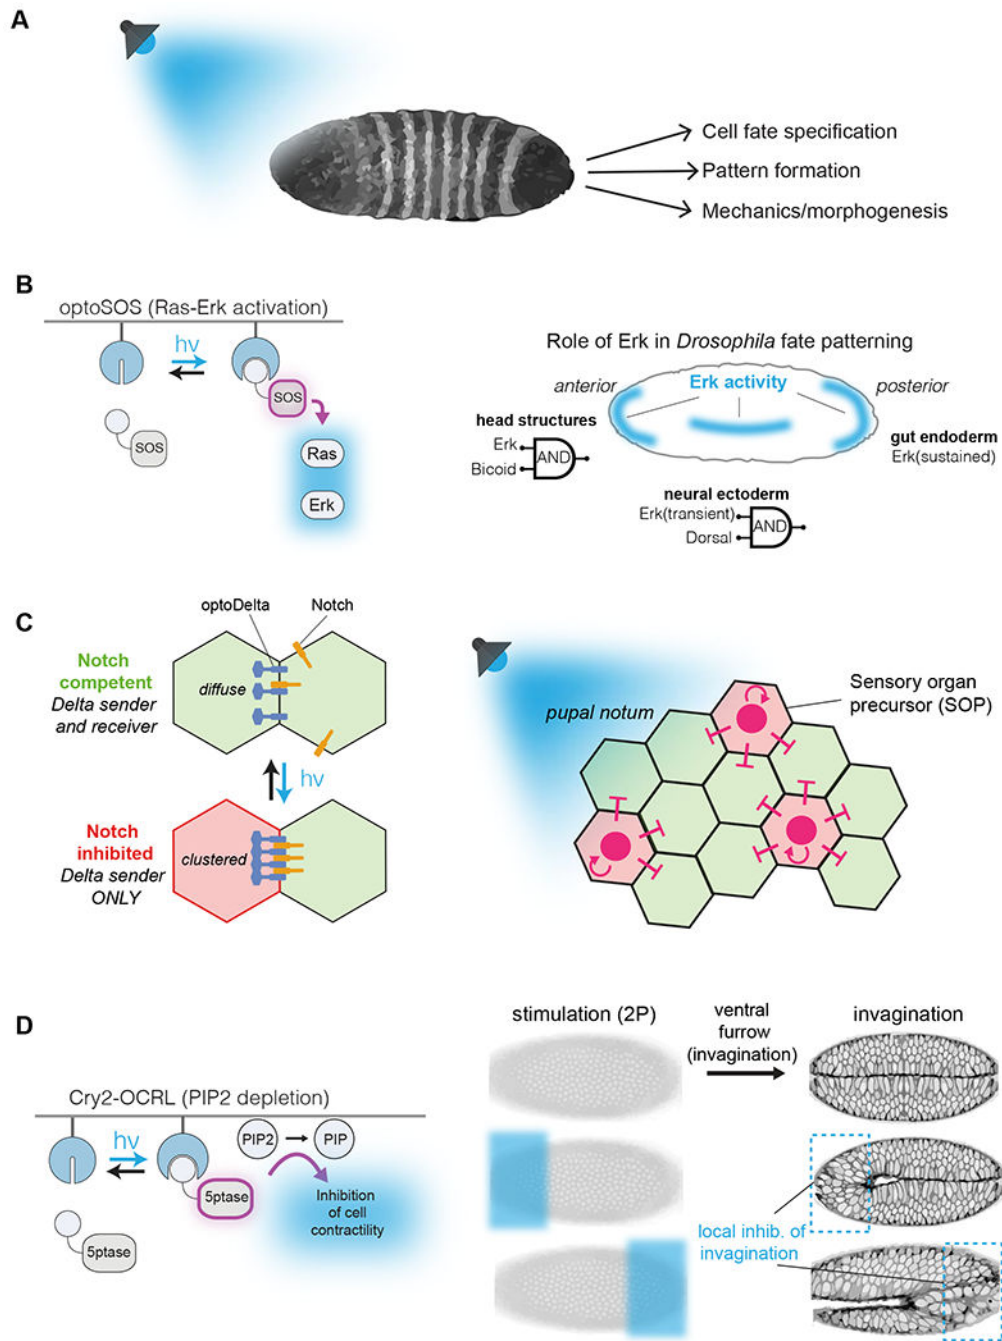 A
Cell fate specification
Pattern formation
Mechanics/morphogenesis
B
optoSOS (Ras-Erk activation)
hν
SOS
SOS
Ras
Erk
Role of Erk in Drosophila fate patterning
anterior
Erk activity
posterior
head structures
Erk
Bicoid
AND
gut endoderm
Erk(sustained)
neural ectoderm
Erk(transient)
Dorsal
AND
C
optoDelta
Notch
Notch
competent
Delta sender
and receiver
diffuse
hν
Notch
inhibited
Delta sender
ONLY
clustered
pupal notum
Sensory organ
precursor (SOP)
D
Cry2-OCRL (PIP2 depletion)
hν
PIP2
PIP
5ptase
5ptase
Inhibition
of cell
contractility
stimulation (2P)
ventral
furrow
(invagination)
invagination
local inhib. of
invagination